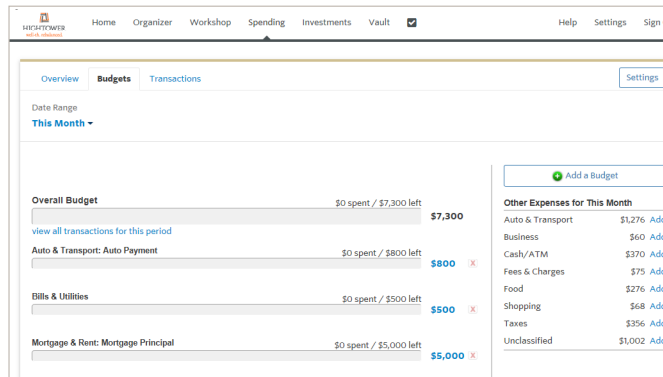 HIGHTOWER
Home Organizer Workshop Spending Investments Vault Help Settings Sign
Overview Budgets Transactions Settings
Date Range
This Month
Add a Budget
Overall Budget $0 spent / $7,300 left
$7,300
view all transactions for this period
Auto & Transport: Auto Payment $0 spent / $800 left
$800 X
Bills & Utilities $0 spent / $500 left
$500 X
Mortgage & Rent: Mortgage Principal $0 spent / $5,000 left
$5,000 X
Other Expenses for This Month
Auto & Transport $1,276 Add
Business $60 Add
Cash/ATM $370 Add
Fees & Charges $75 Add
Food $276 Add
Shopping $68 Add
Taxes $356 Add
Unclassified $1,002 Add